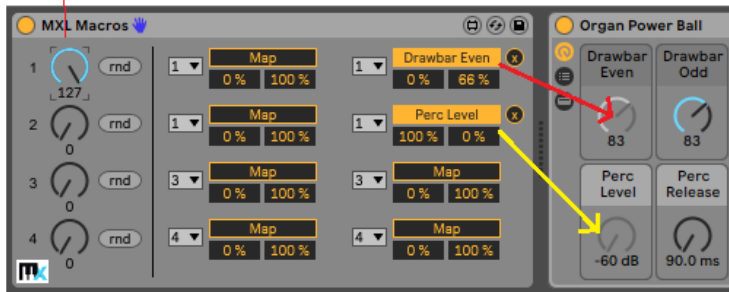 MXL Macros
1
rnd
127
1
Map
0 %
100 %
1
Drawbar Even
x
0 %
66 %
2
rnd
0
1
Map
0 %
100 %
1
Perc Level
x
100 %
0 %
3
rnd
0
3
Map
0 %
100 %
3
Map
0 %
100 %
4
rnd
0
4
Map
0 %
100 %
4
Map
0 %
100 %
mx
Organ Power Ball
Drawbar
Even
83
Drawbar
Odd
83
Perc
Level
-60 dB
Perc
Release
90.0 ms